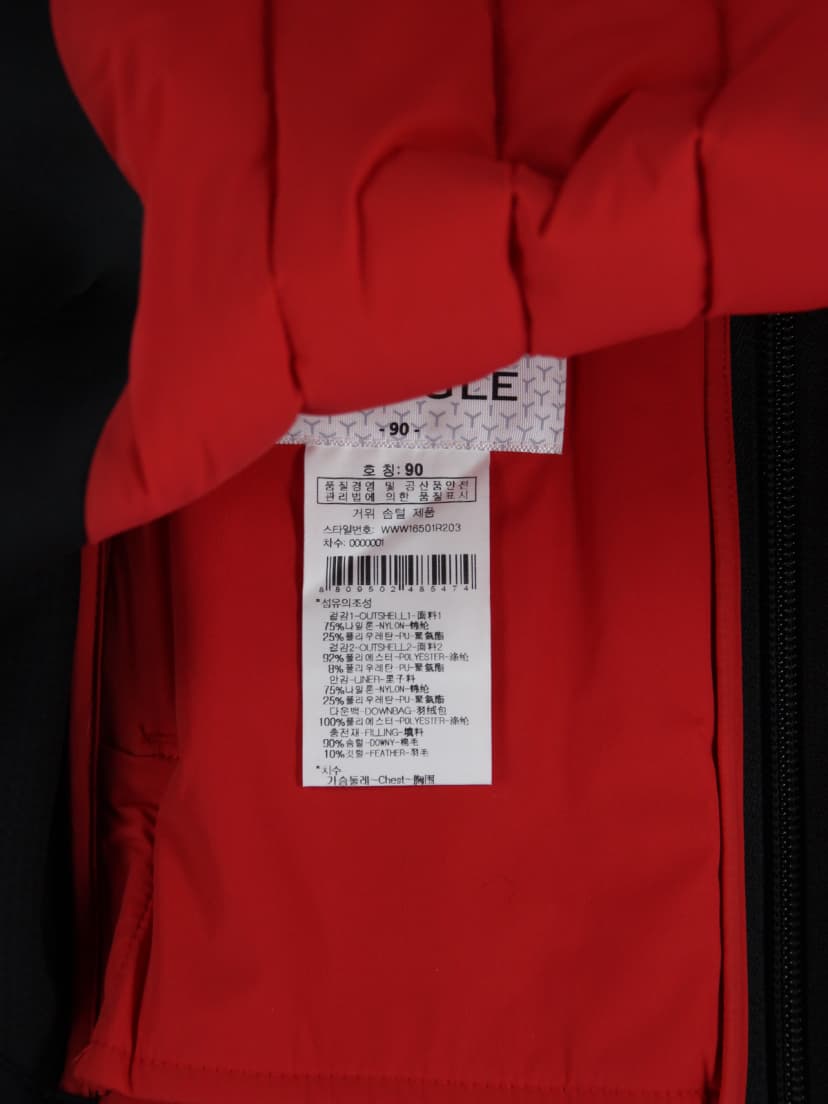 GLE
- 90 -
호 칭: 90
품질경영 및 공산품안전
관리법에 의한 품질표시
거위 솜털 제품
스타일번호: WWW16501R203
차수: 0000001
8 809502 485474
*섬유의조성
겉감1-OUTSHELL1-面料1
75%나일론-NYLON-锦纶
25%폴리우레탄-PU-聚氨酯
겉감2-OUTSHELL2-面料2
92%폴리에스터-POLYESTER-涤纶
8%폴리우레탄-PU-聚氨酯
안감-LINER-里子料
75%나일론-NYLON-锦纶
25%폴리우레탄-PU-聚氨酯
다운백-DOWNBAG-羽绒包
100%폴리에스터-POLYESTER-涤纶
충전재-FILLING-填料
90%솜털-DOWNY-棉毛
10%깃털-FEATHER-羽毛
*치수
가슴둘레-Chest-胸围